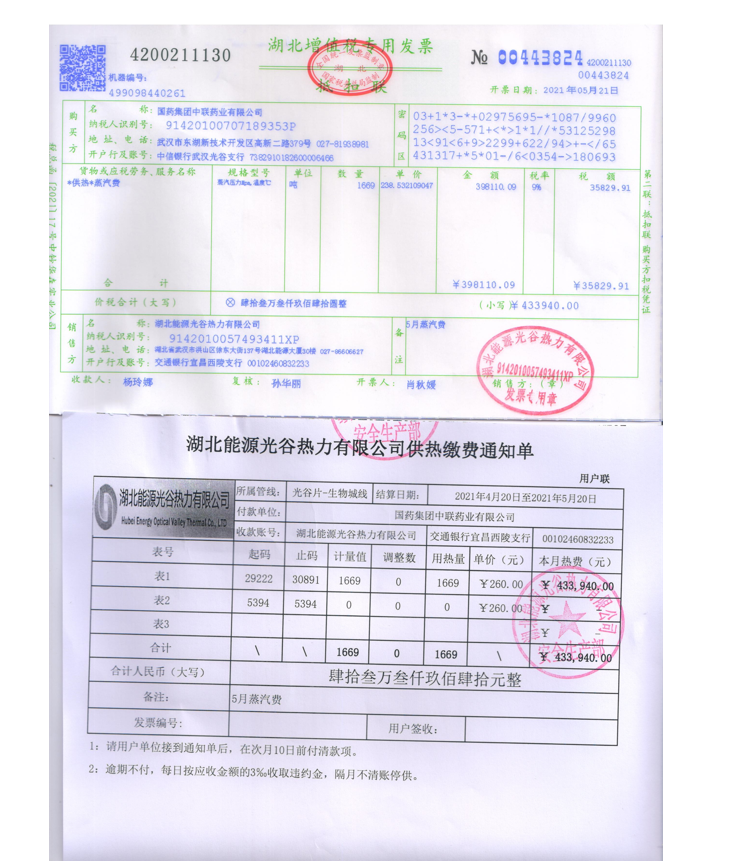 湖北增值税专用发票
抵扣联
4200211130
№ 00443824 4200211130
00443824
机器编号:
499098440261
开票日期: 2021年05月21日
购买方
名称: 国药集团中联药业有限公司
纳税人识别号: 91420100707189353P
地址、电话: 武汉市东湖新技术开发区高新二路379号 027-81938981
开户行及账号: 中信银行武汉光谷支行 7382910182600006466
密码区
03+1*3-*+02975695-*1087/9960
256><5-571+<*>1*1//*53125298
13<91<6+9>2299+622/94>+-</65
431317+*5*01-/6<0354->180693
货物或应税劳务、服务名称 规格型号 单位 数量 单价 金额 税率 税额
*供热*蒸汽费 吨 1669 238.532109047 398110.09 9% 35829.91
合计 ¥398110.09 ¥35829.91
价税合计(大写) ⊗ 肆拾叁万叁仟玖佰肆拾圆整 (小写)¥433940.00
销售方
名称: 湖北能源光谷热力有限公司
纳税人识别号: 91420100574934​11XP
地址、电话: 湖北省武汉市洪山区徐东大街137号湖北能源大厦30楼 027-86606627
开户行及账号: 交通银行宜昌西陵支行 00102460832233
备注
5月蒸汽费
收款人: 杨玲娜 复核: 孙华丽 开票人: 肖秋媛 销售方:(章)
湖北能源光谷热力有限公司
9142010057493411XP
发票专用章
第二联:抵扣联 购买方扣税凭证
安全生产部
湖北能源光谷热力有限公司供热缴费通知单
用户联
湖北能源光谷热力有限公司
Hubei Energy Optical Valley Thermal Co., LTD
所属管线: 光谷片-生物城线 结算日期: 2021年4月20日至2021年5月20日
付款单位: 国药集团中联药业有限公司
收款账号: 湖北能源光谷热力有限公司 交通银行宜昌西陵支行 00102460832233
表号 起码 止码 计量值 调整数 用热量 单价（元） 本月热费（元）
表1 29222 30891 1669 0 1669 ￥260.00 ￥ 433,940.00
表2 5394 5394 0 0 0 ￥260.00 ￥ -
表3 ￥ -
合计 \ \ 1669 0 1669 \ ￥ 433,940.00
合计人民币（大写） 肆拾叁万叁仟玖佰肆拾元整
备注: 5月蒸汽费
发票编号: 用户签收:
湖北能源光谷热力有限公司
安全生产部
1：请用户单位接到通知单后，在次月10日前付清款项。
2：逾期不付，每日按应收金额的3‰收取违约金，隔月不清账停供。